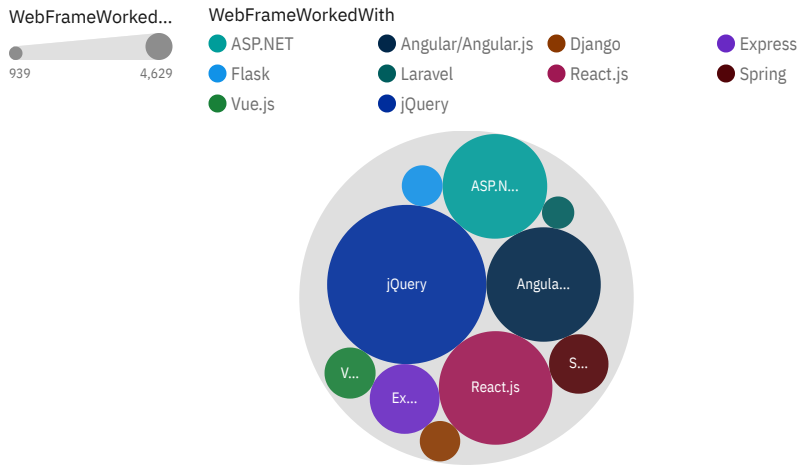 WebFrameWorked...
939
4,629
WebFrameWorkedWith
ASP.NET
Angular/Angular.js
Django
Express
Flask
Laravel
React.js
Spring
Vue.js
jQuery
ASP.N...
jQuery
Angula...
S...
V...
React.js
Ex...